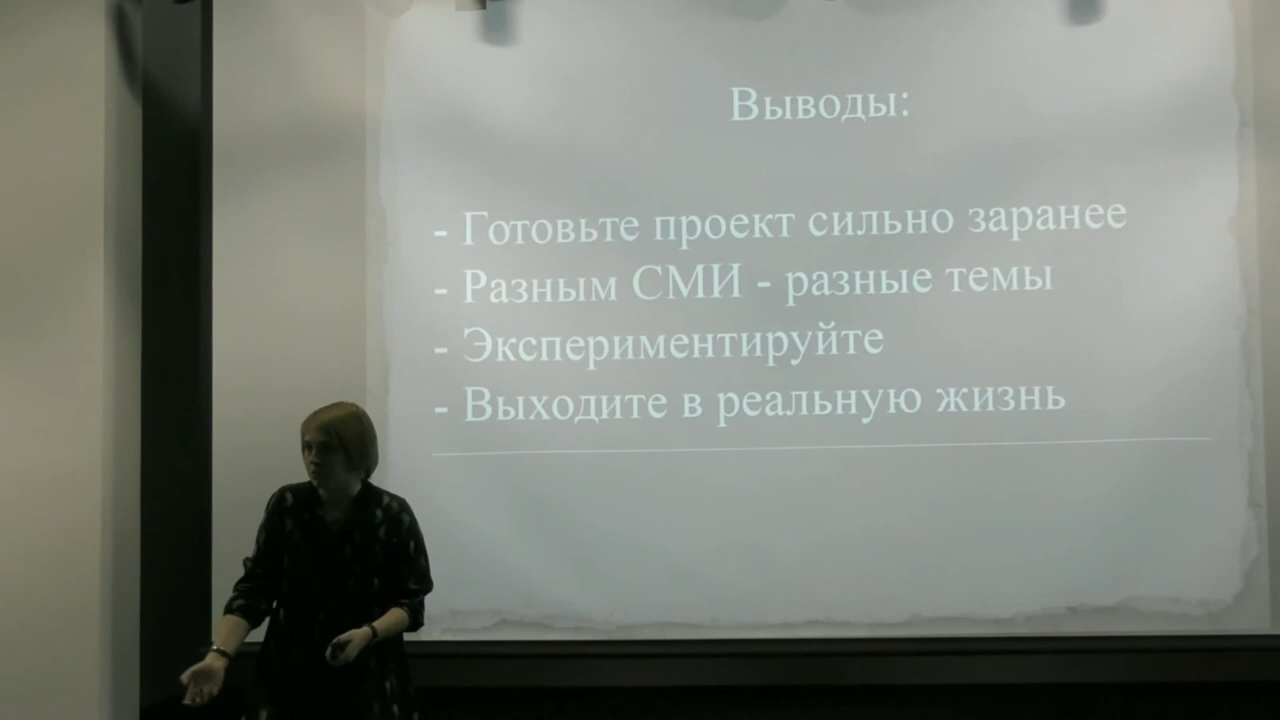 Выводы:
- Готовьте проект сильно заранее
- Разным СМИ - разные темы
- Экспериментируйте
- Выходите в реальную жизнь